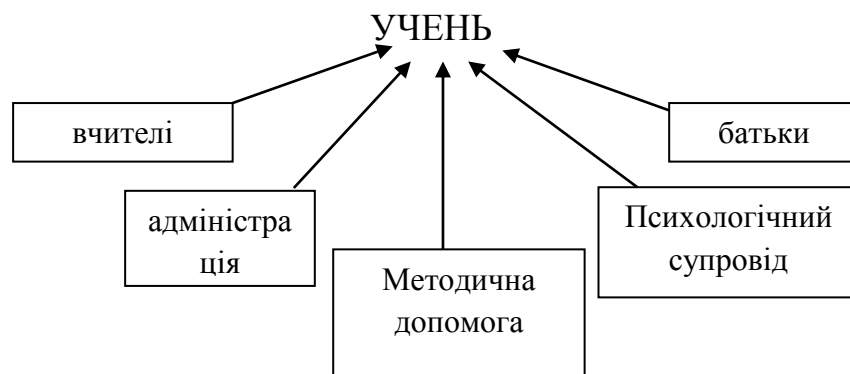 УЧЕНЬ
вчителі
батьки
адміністра
ція
Психологічний
супровід
Методична
допомога